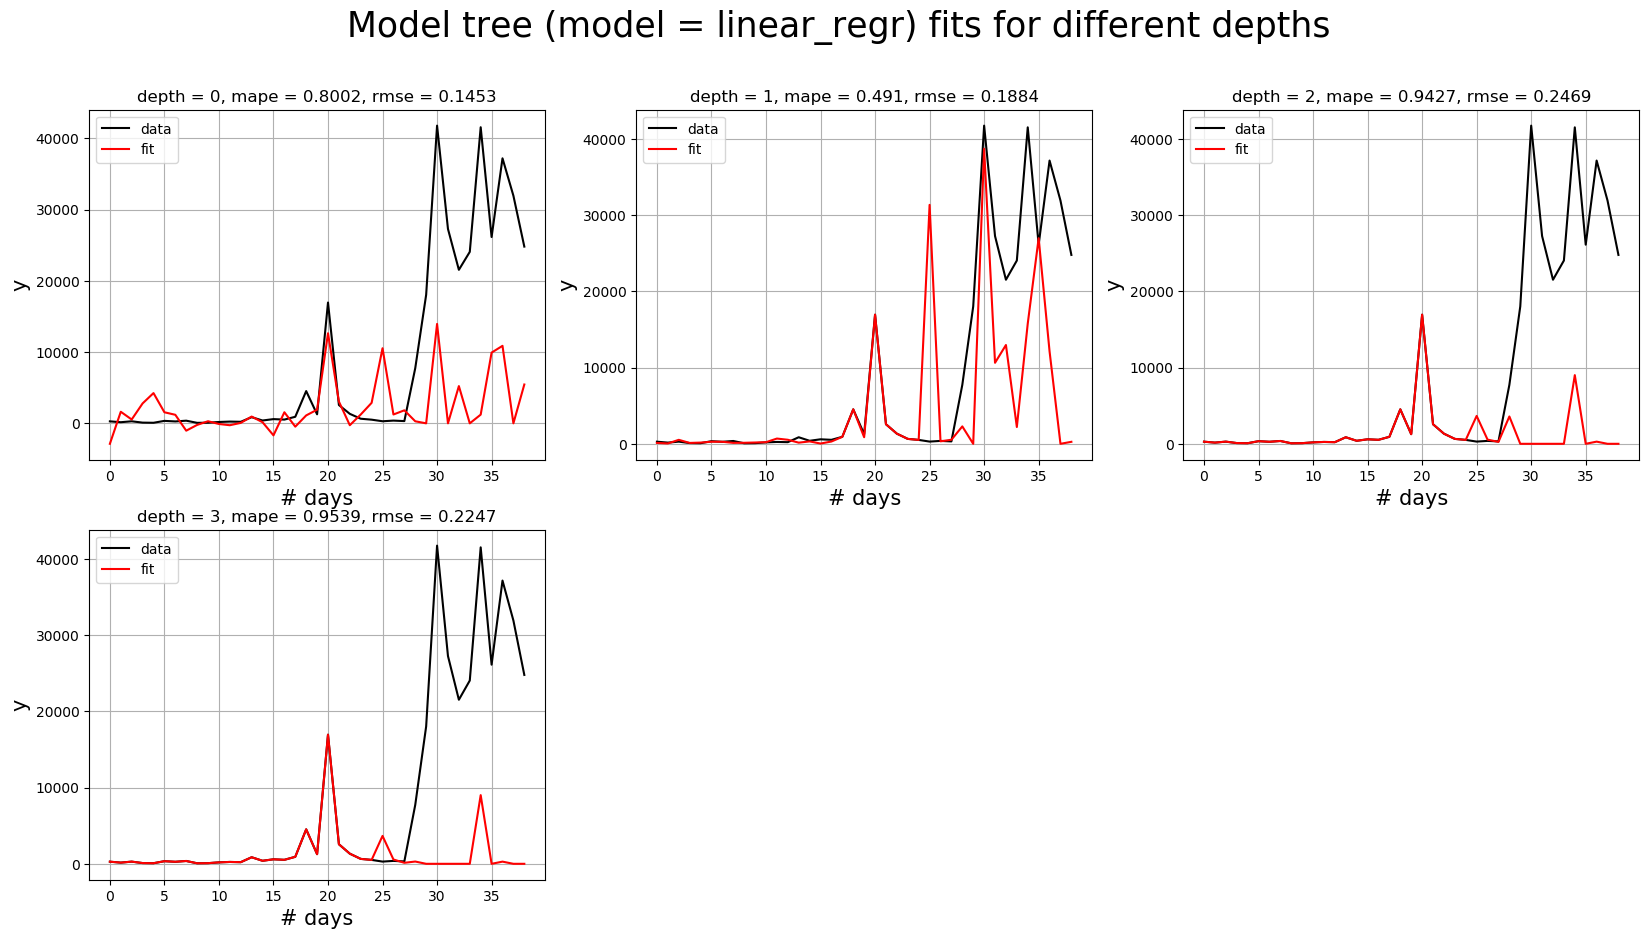 Model tree (model = linear_regr) fits for different depths
depth = 0, mape = 0.8002, rmse = 0.1453
data
fit
40000
30000
20000
10000
0
y
0 5 10 15 20 25 30 35
# days
depth = 1, mape = 0.491, rmse = 0.1884
data
fit
40000
30000
20000
10000
0
y
0 5 10 15 20 25 30 35
# days
depth = 2, mape = 0.9427, rmse = 0.2469
data
fit
40000
30000
20000
10000
0
y
0 5 10 15 20 25 30 35
# days
depth = 3, mape = 0.9539, rmse = 0.2247
data
fit
40000
30000
20000
10000
0
y
0 5 10 15 20 25 30 35
# days